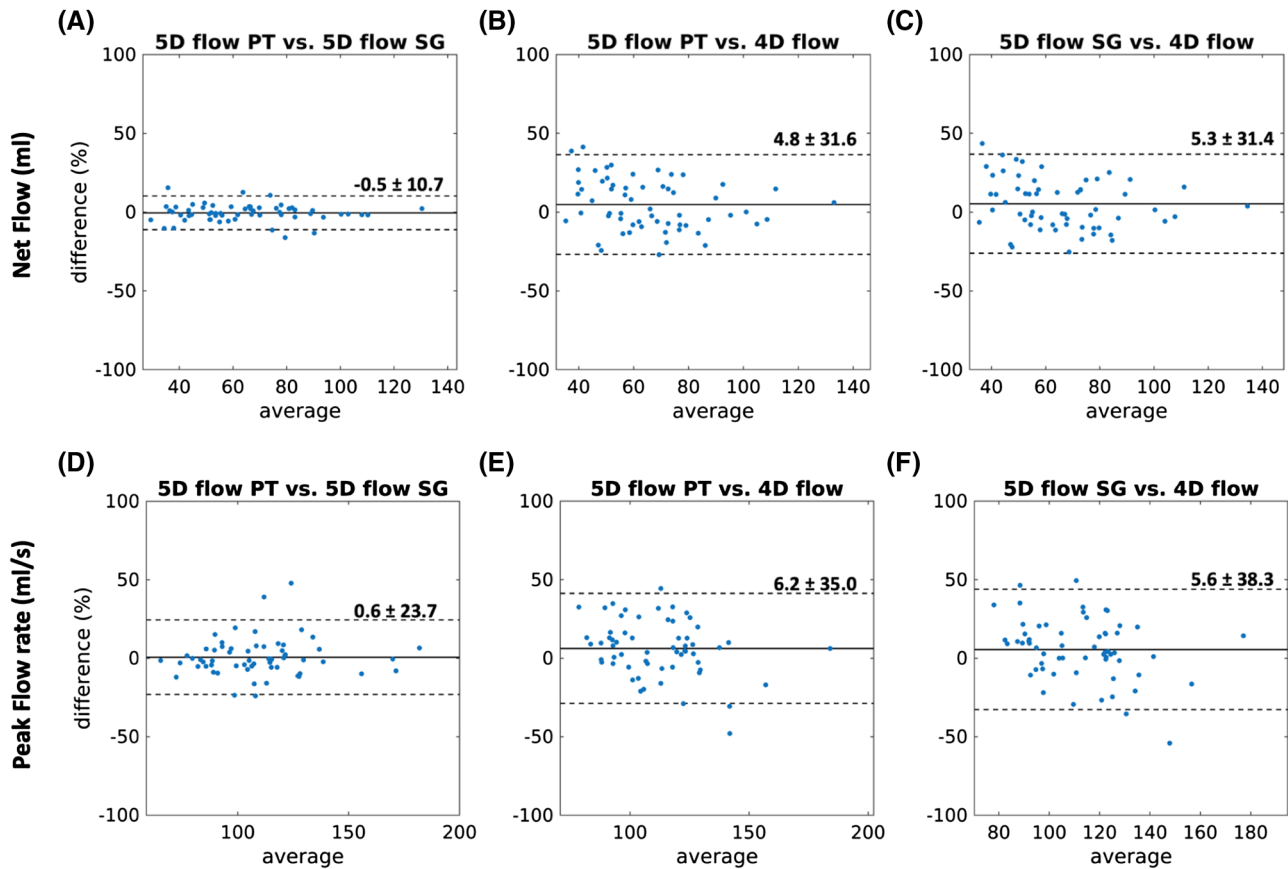 (A)
5D flow PT vs. 5D flow SG
(B)
5D flow PT vs. 4D flow
(C)
5D flow SG vs. 4D flow
Net Flow (ml)
difference (%)
100
50
0
-50
-100
-0.5 ± 10.7
40 60 80 100 120 140
average
100
50
0
-50
-100
4.8 ± 31.6
40 60 80 100 120 140
average
100
50
0
-50
-100
5.3 ± 31.4
40 60 80 100 120 140
average
(D)
5D flow PT vs. 5D flow SG
(E)
5D flow PT vs. 4D flow
(F)
5D flow SG vs. 4D flow
Peak Flow rate (ml/s)
difference (%)
100
50
0
-50
-100
0.6 ± 23.7
100 150 200
average
100
50
0
-50
-100
6.2 ± 35.0
100 150 200
average
100
50
0
-50
-100
5.6 ± 38.3
80 100 120 140 160 180
average